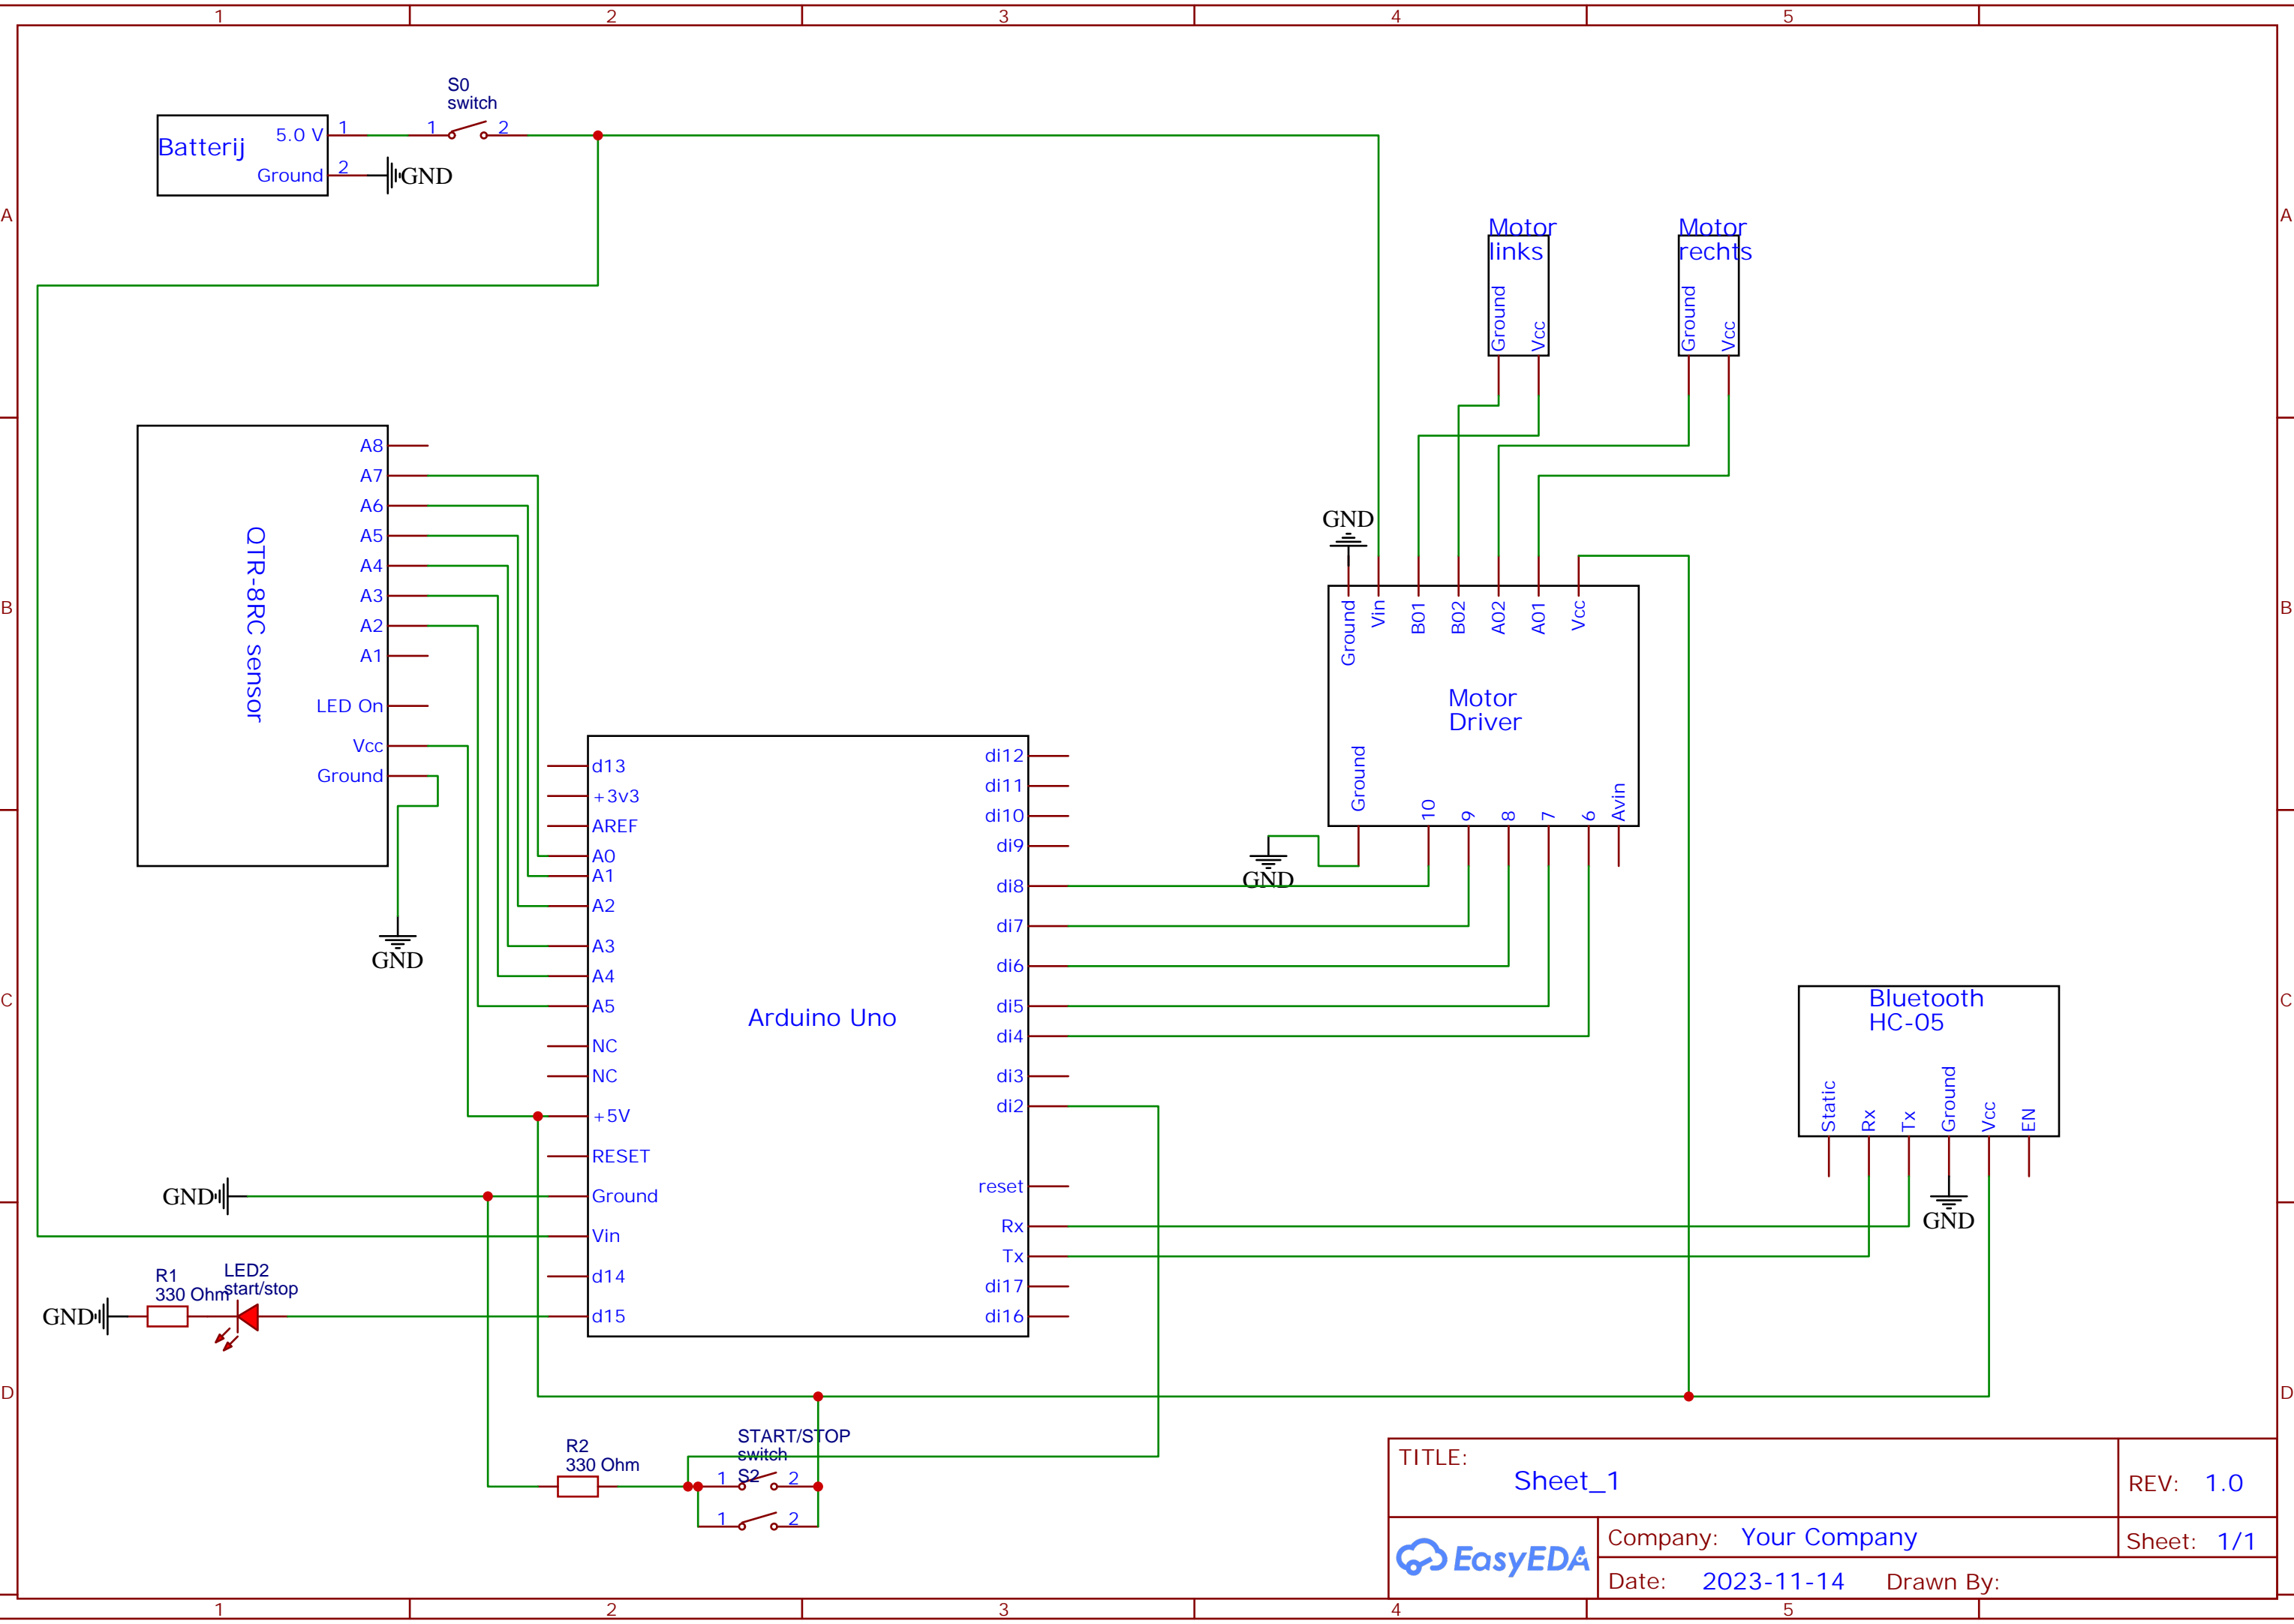 1 2 3 4 5
A
B
C
D
A
B
C
D
S0
switch
Batterij
5.0 V 1
Ground 2
1 2
GND
Motor
links
Ground
Vcc
Motor
rechts
Ground
Vcc
QTR-8RC sensor
A8
A7
A6
A5
A4
A3
A2
A1
LED On
Vcc
Ground
GND
GND
Ground
Vin
B01
B02
A02
A01
Vcc
Motor
Driver
Ground
10
9
8
7
6
Avin
GND
Arduino Uno
d13
+3v3
AREF
A0
A1
A2
A3
A4
A5
NC
NC
+5V
RESET
Ground
Vin
d14
d15
di12
di11
di10
di9
di8
di7
di6
di5
di4
di3
di2
reset
Rx
Tx
di17
di16
Bluetooth
HC-05
Static
Rx
Tx
Ground
Vcc
EN
GND
GND
R1
330 Ohm
LED2
start/stop
GND
R2
330 Ohm
START/STOP
switch
S2
1 2
1 2
TITLE:
Sheet_1
REV: 1.0
EasyEDA
Company: Your Company
Sheet: 1/1
Date: 2023-11-14 Drawn By:
1 2 3 4 5